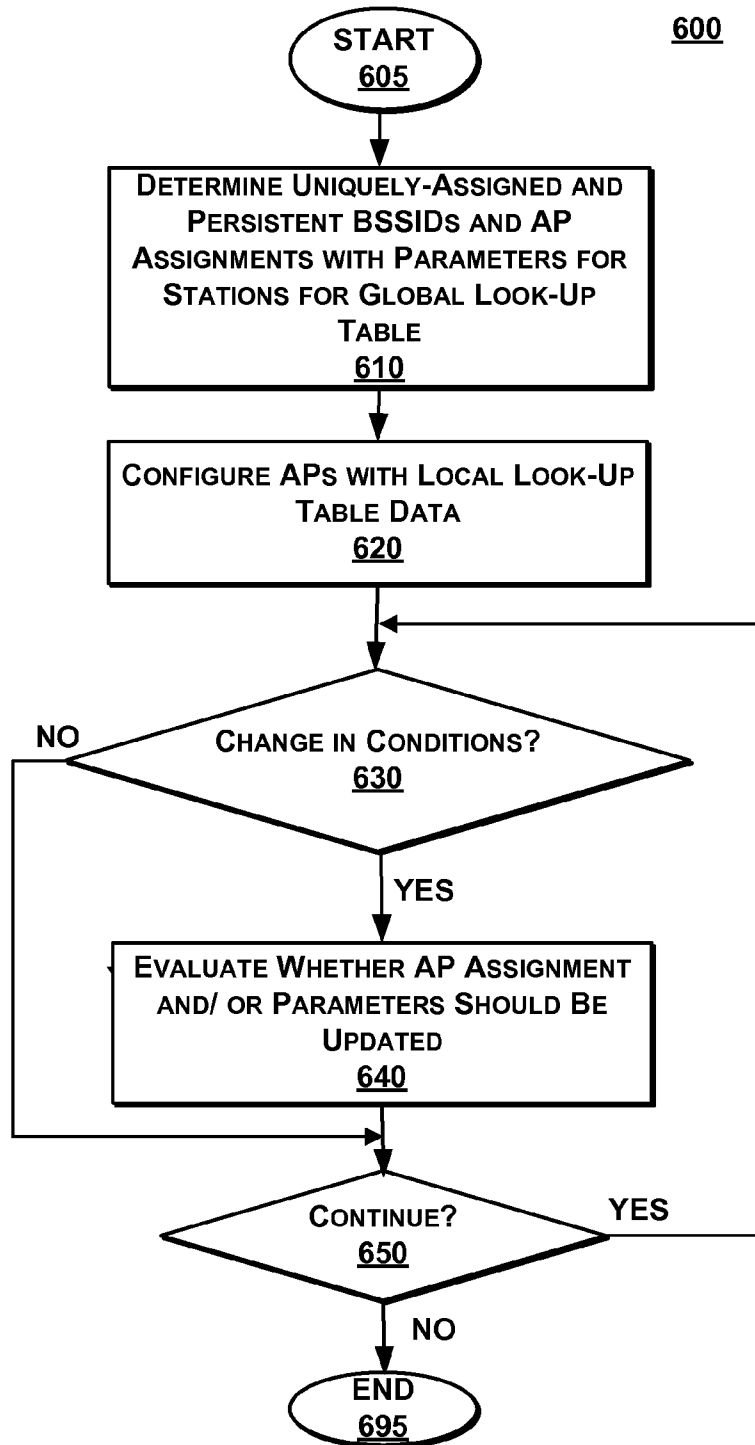 600
START
605
DETERMINE UNIQUELY-ASSIGNED AND
PERSISTENT BSSIDS AND AP
ASSIGNMENTS WITH PARAMETERS FOR
STATIONS FOR GLOBAL LOOK-UP
TABLE
610
CONFIGURE APS WITH LOCAL LOOK-UP
TABLE DATA
620
NO
CHANGE IN CONDITIONS?
630
YES
EVALUATE WHETHER AP ASSIGNMENT
AND/ OR PARAMETERS SHOULD BE
UPDATED
640
CONTINUE?
650
YES
NO
END
695